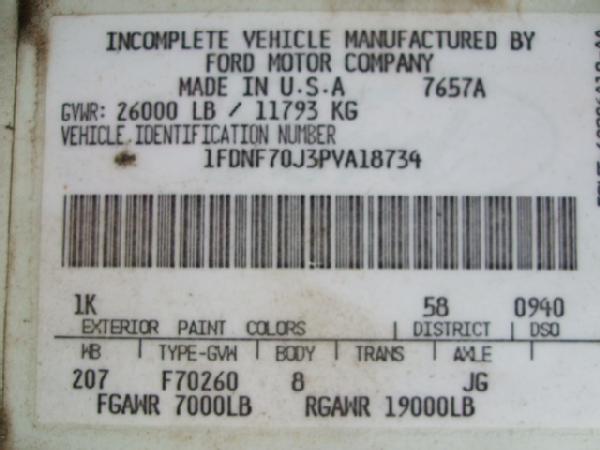 INCOMPLETE VEHICLE MANUFACTURED BY
FORD MOTOR COMPANY
MADE IN U.S.A 7657A
GVWR: 26000 LB / 11793 KG
VEHICLE IDENTIFICATION NUMBER
1FDNF70J3PVA18734
1K 58 0940
EXTERIOR PAINT COLORS DISTRICT DSO
WB TYPE-GVW BODY TRANS AXLE
207 F70260 8 JG
FGAWR 7000LB RGAWR 19000LB